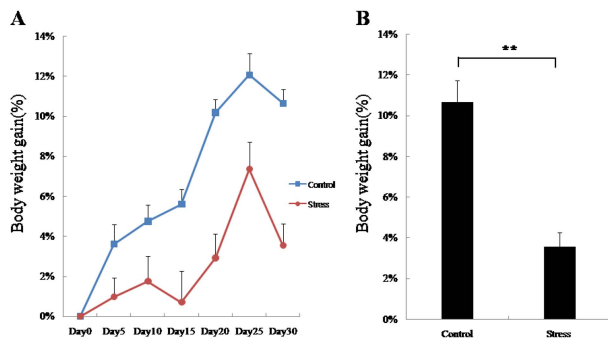 A
Body weight gain(%)
14%
12%
10%
8%
6%
4%
2%
0%
Day0 Day5 Day10 Day15 Day20 Day25 Day30
Control
Stress
B
Body weight gain(%)
14%
12%
10%
8%
6%
4%
2%
0%
**
Control Stress